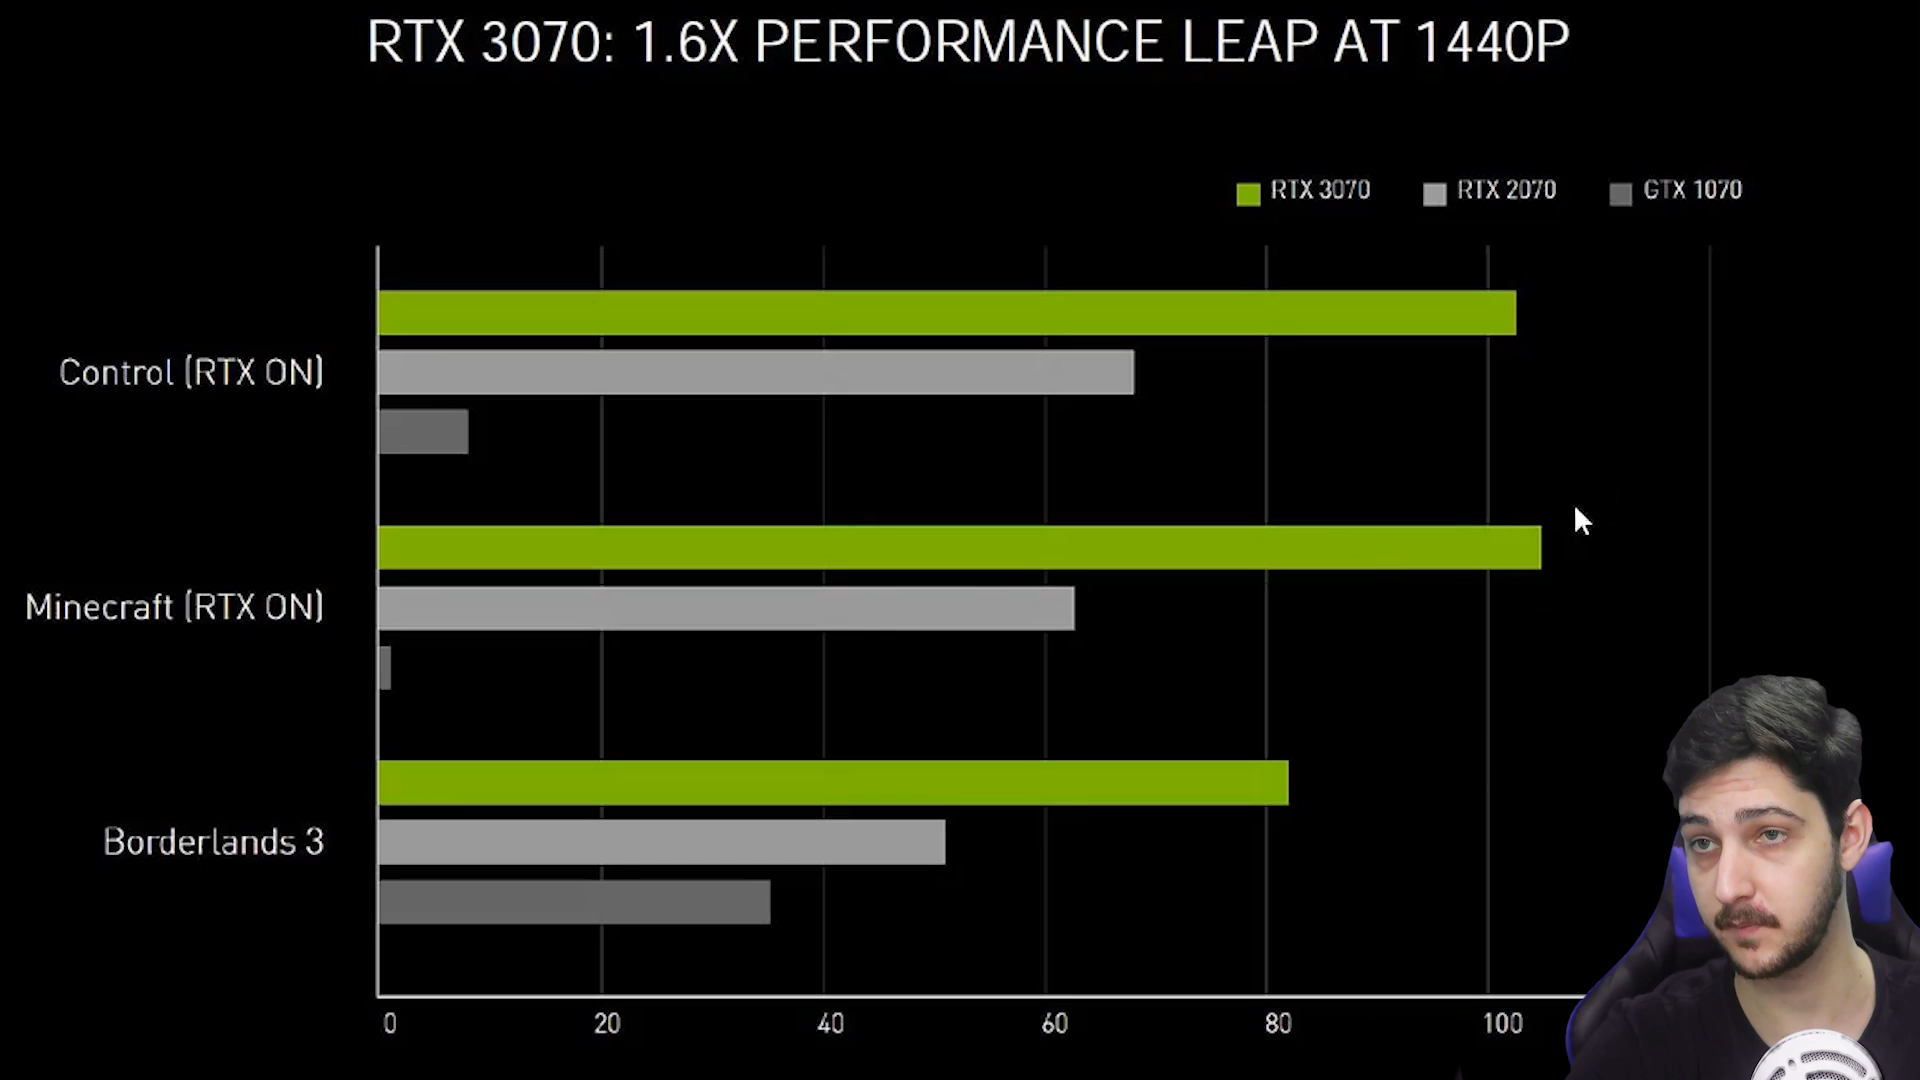 RTX 3070: 1.6X PERFORMANCE LEAP AT 1440P
RTX 3070 RTX 2070 GTX 1070
Control (RTX ON)
Minecraft (RTX ON)
Borderlands 3
0 20 40 60 80 100